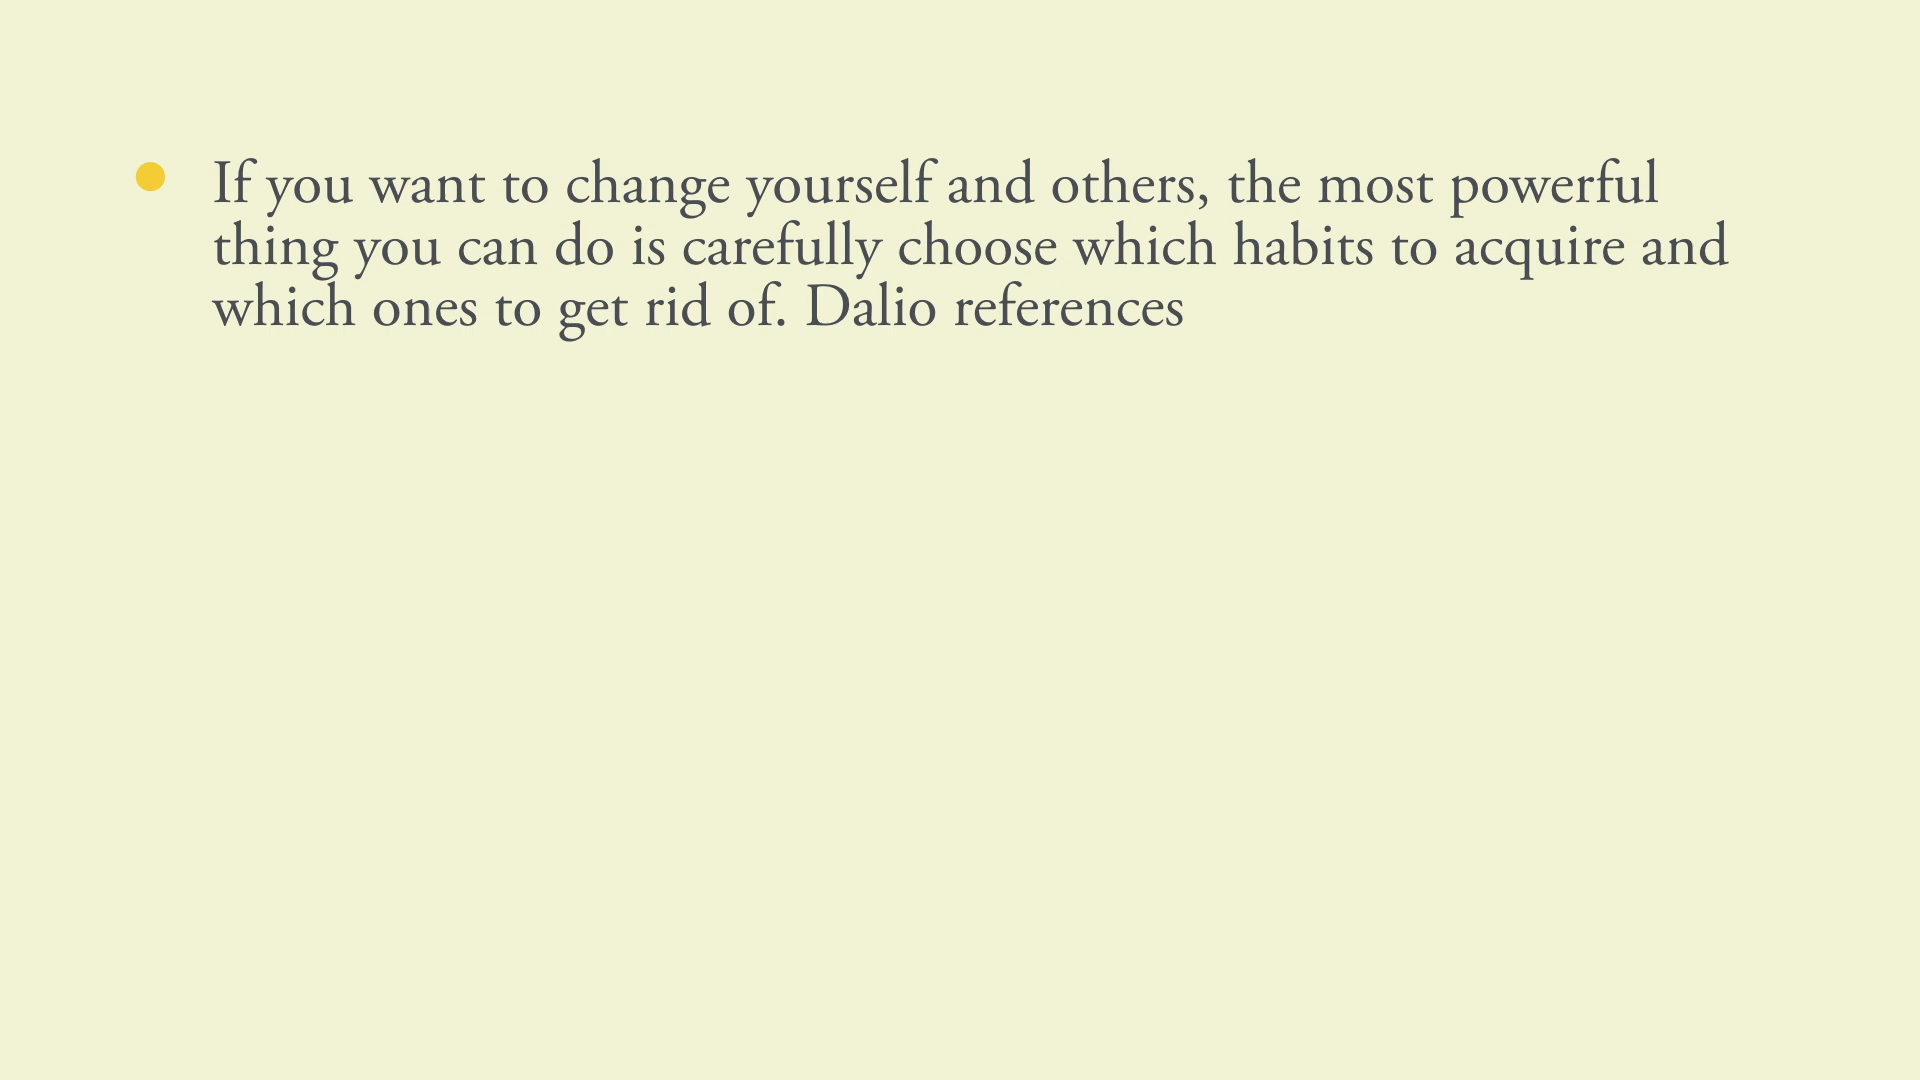 If you want to change yourself and others, the most powerful
thing you can do is carefully choose which habits to acquire and
which ones to get rid of. Dalio references